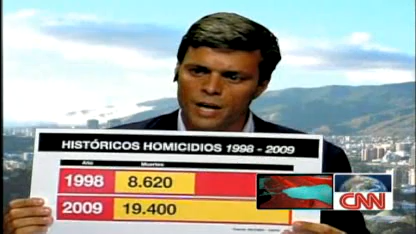 HISTÓRICOS HOMICIDIOS 1998 - 2009
Año Muertes
1998 8.620
2009 19.400
CNN